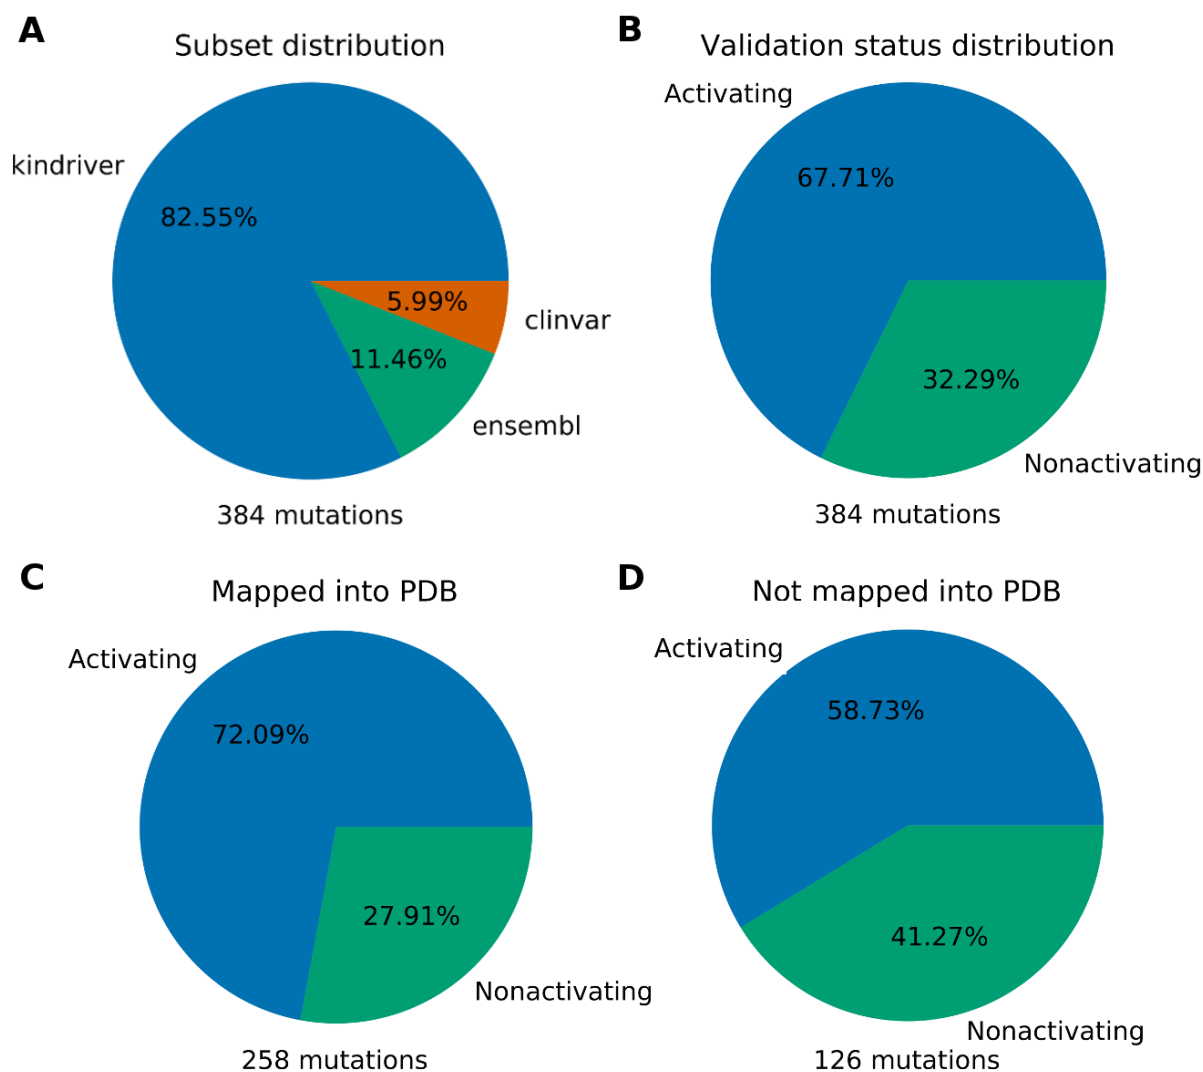 A
Subset distribution
kindriver
82.55%
5.99%
clinvar
11.46%
ensembl
384 mutations
B
Validation status distribution
Activating
67.71%
32.29%
Nonactivating
384 mutations
C
Mapped into PDB
Activating
72.09%
27.91%
Nonactivating
258 mutations
D
Not mapped into PDB
Activating
58.73%
41.27%
Nonactivating
126 mutations